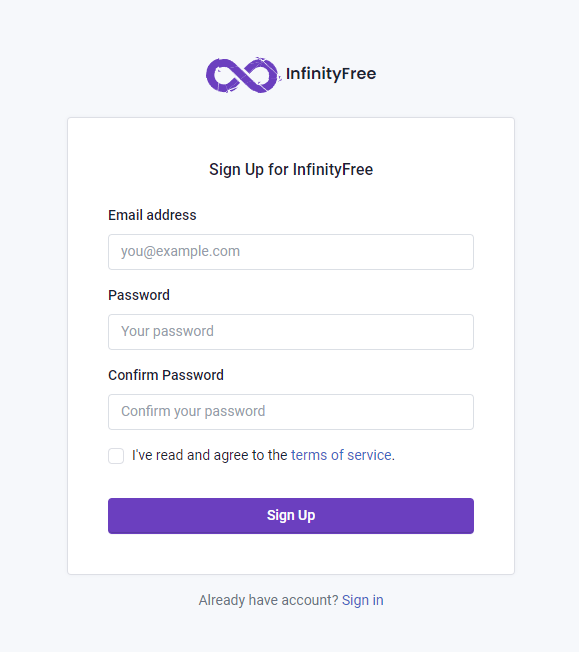 InfinityFree
Sign Up for InfinityFree
Email address
you@example.com
Password
Your password
Confirm Password
Confirm your password
I've read and agree to the terms of service.
Sign Up
Already have account? Sign in